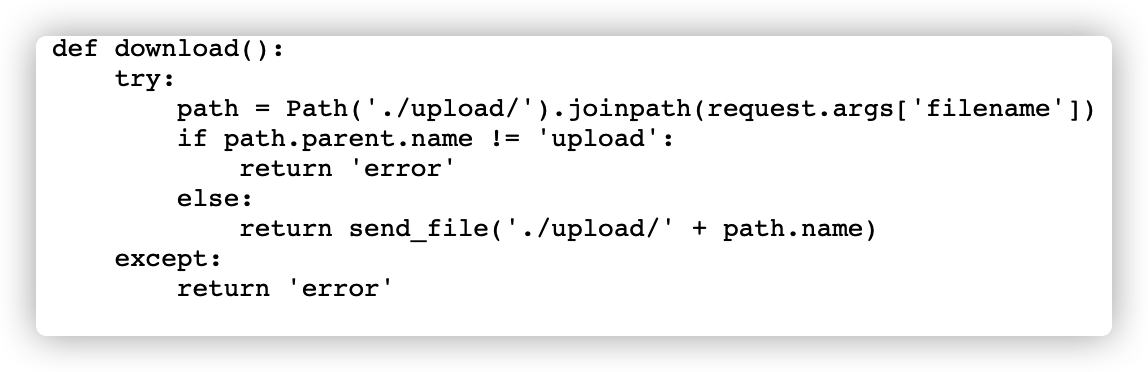 def download():
    try:
        path = Path('./upload/').joinpath(request.args['filename'])
        if path.parent.name != 'upload':
            return 'error'
        else:
            return send_file('./upload/' + path.name)
    except:
        return 'error'